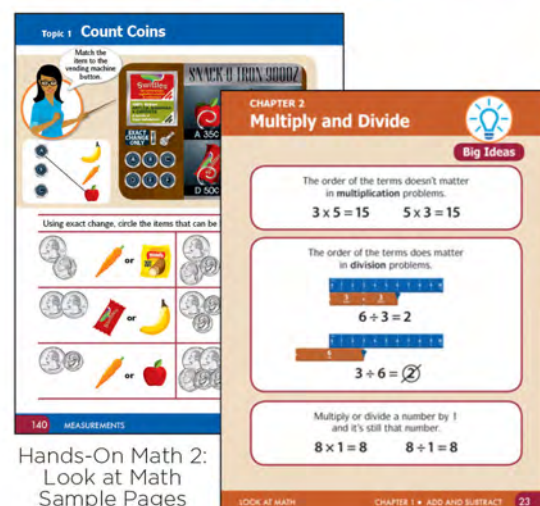 Topic 1 Count Coins
Match the
item to the
vending machine
button.
SNACK-O-TRON 9000Z
Swizzles
EXACT
CHANGE
ONLY
A 35¢
D 50¢
Using exact change, circle the items that can be
or
or
or
140 MEASUREMENTS
CHAPTER 2
Multiply and Divide
Big Ideas
The order of the terms doesn't matter
in multiplication problems.
3 x 5 = 15 5 x 3 = 15
The order of the terms does matter
in division problems.
3 3
6 ÷ 3 = 2
6
3 ÷ 6 = 2
Multiply or divide a number by 1
and it's still that number.
8 × 1 = 8 8 ÷ 1 = 8
LOOK AT MATH CHAPTER 1 • ADD AND SUBTRACT 23
Hands-On Math 2:
Look at Math
Sample Pages